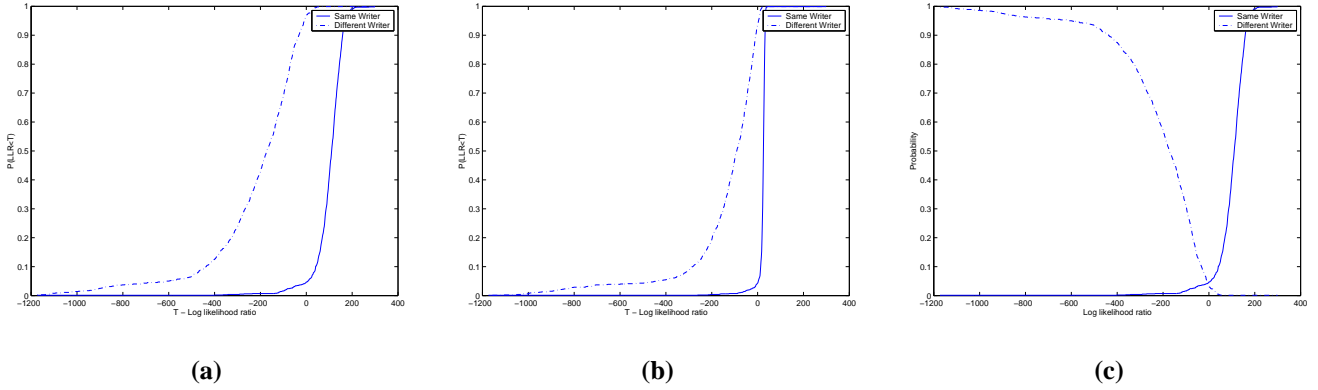 Same Writer
Different Writer
1
0.9
0.8
0.7
0.6
0.5
0.4
0.3
0.2
0.1
0
P(LLR<T)
−1200 −1000 −800 −600 −400 −200 0 200 400
T − Log likelihood ratio
(a)
Same Writer
Different Writer
1
0.9
0.8
0.7
0.6
0.5
0.4
0.3
0.2
0.1
0
P(LLR<T)
−1200 −1000 −800 −600 −400 −200 0 200 400
T − Log likelihood ratio
(b)
Same Writer
Different Writer
1
0.9
0.8
0.7
0.6
0.5
0.4
0.3
0.2
0.1
0
Probability
−1200 −1000 −800 −600 −400 −200 0 200 400
Log likelihood ratio
(c)